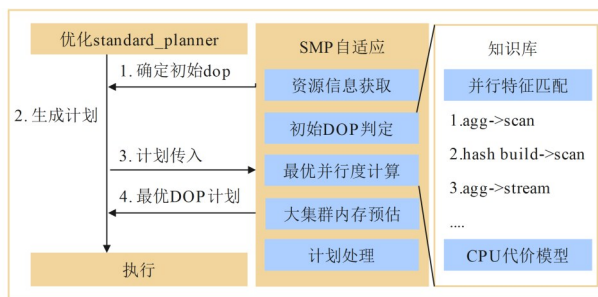 优化standard_planner
1. 确定初始dop
2. 生成计划
3. 计划传入
4. 最优DOP计划
执行
SMP自适应
资源信息获取
初始DOP判定
最优并行度计算
大集群内存预估
计划处理
知识库
并行特征匹配
1.agg->scan
2.hash build->scan
3.agg->stream
....
CPU代价模型